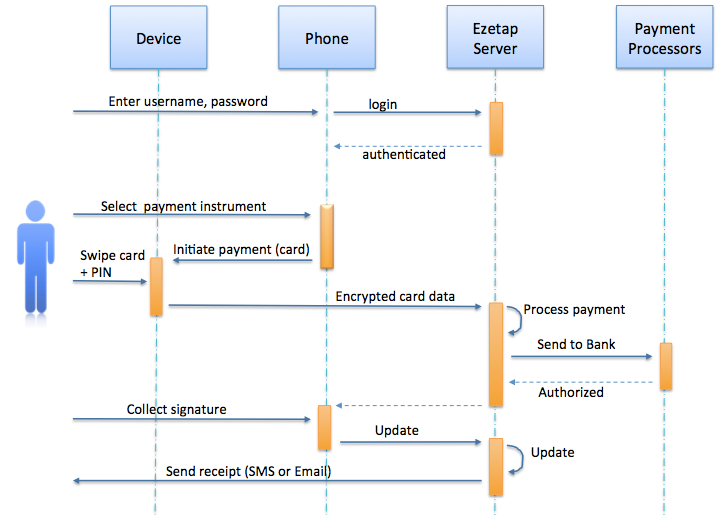 Device
Phone
Ezetap
Server
Payment
Processors
Enter username, password
login
authenticated
Select payment instrument
Swipe card
+ PIN
Initiate payment (card)
Encrypted card data
Process payment
Send to Bank
Authorized
Collect signature
Update
Update
Send receipt (SMS or Email)